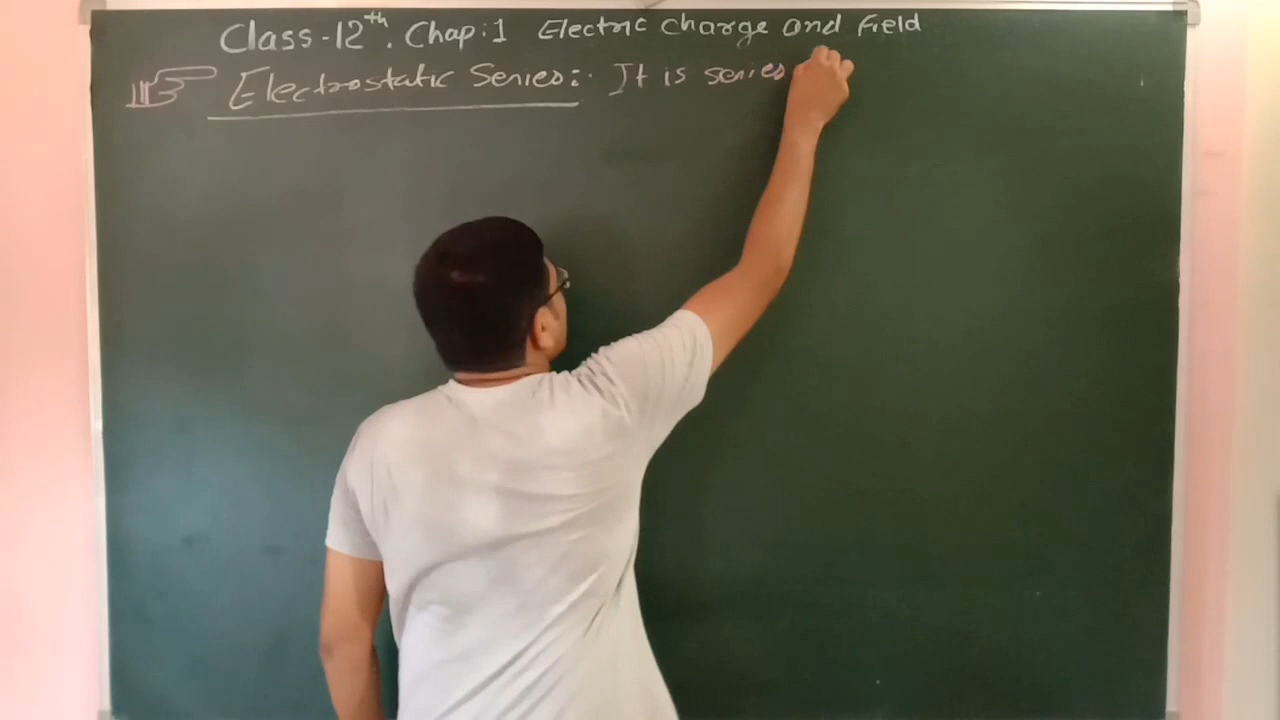 Class-12th. Chap:1 Electric Charge and Field
Electrostatic Series:- It is series